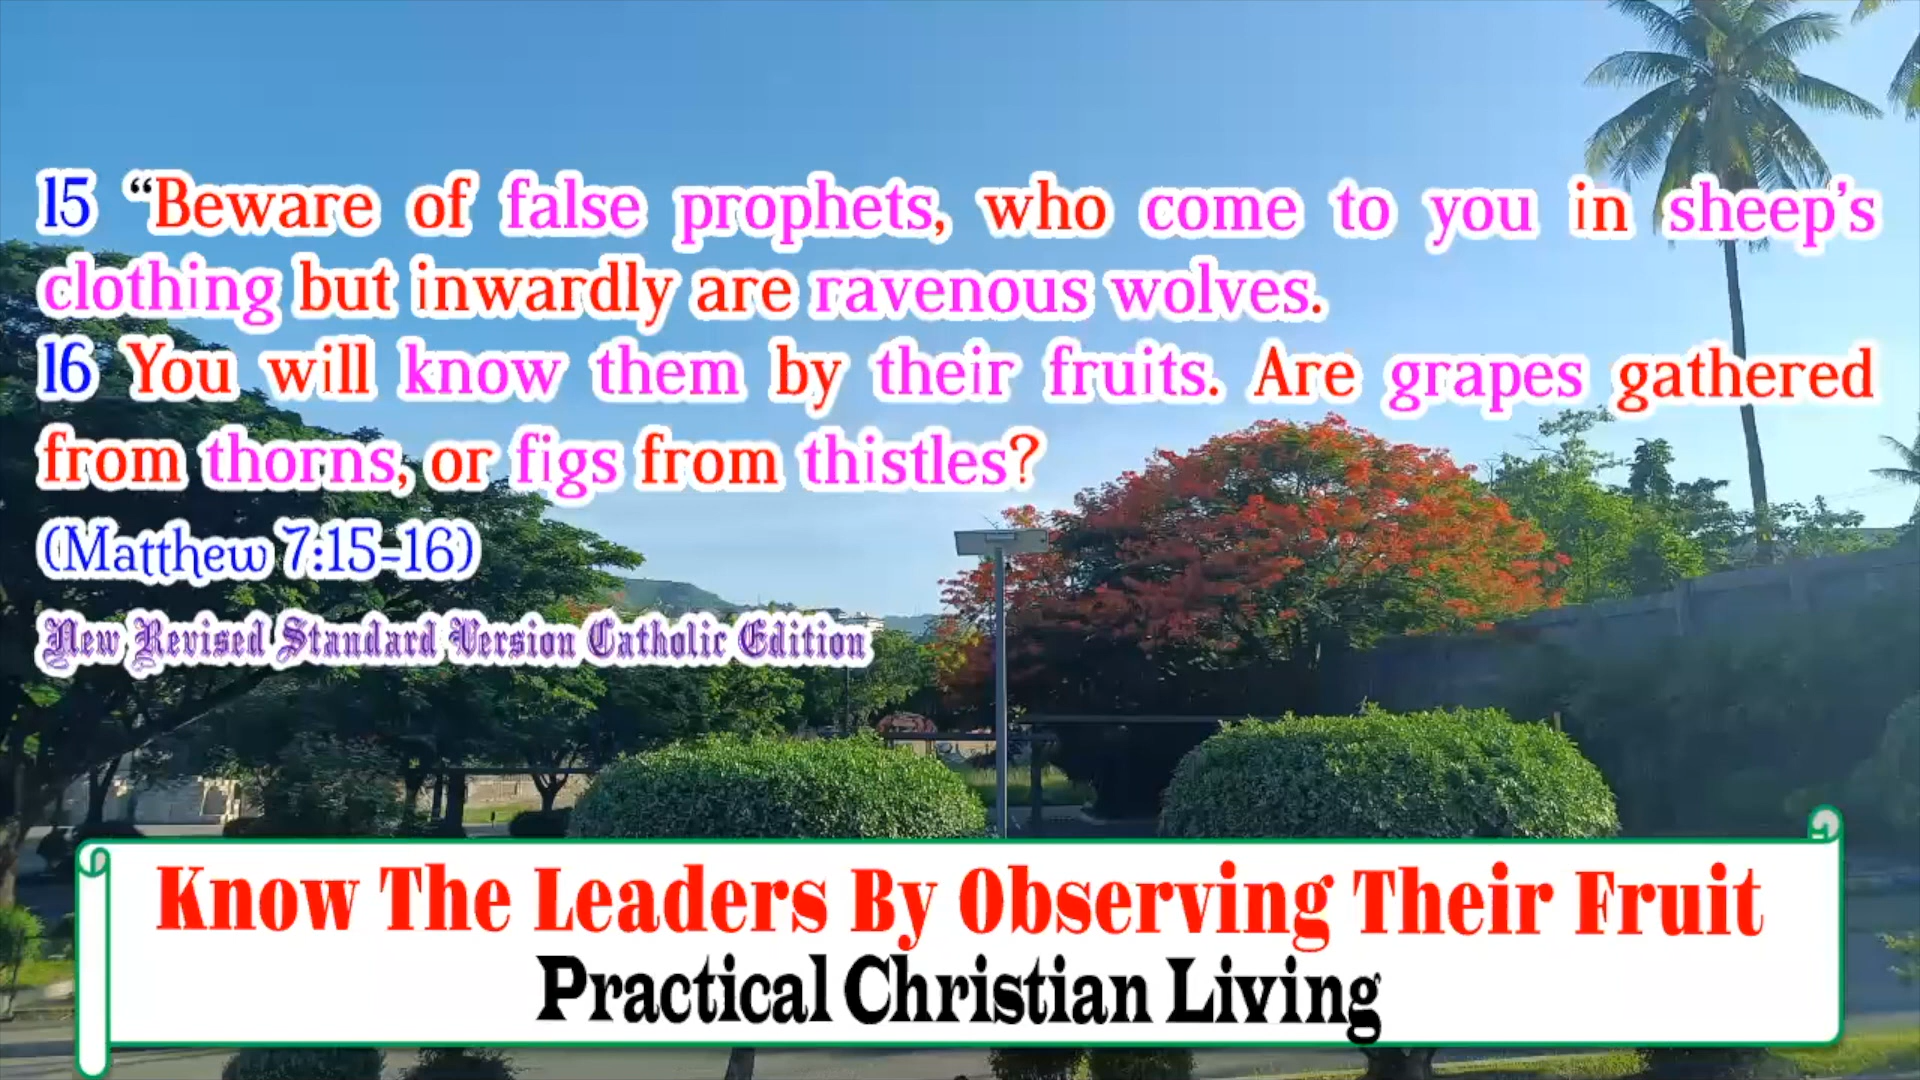 15 “Beware of false prophets, who come to you in sheep’s
clothing but inwardly are ravenous wolves.
16 You will know them by their fruits. Are grapes gathered
from thorns, or figs from thistles?
(Matthew 7:15-16)
New Revised Standard Version Catholic Edition
Know The Leaders By Observing Their Fruit
Practical Christian Living